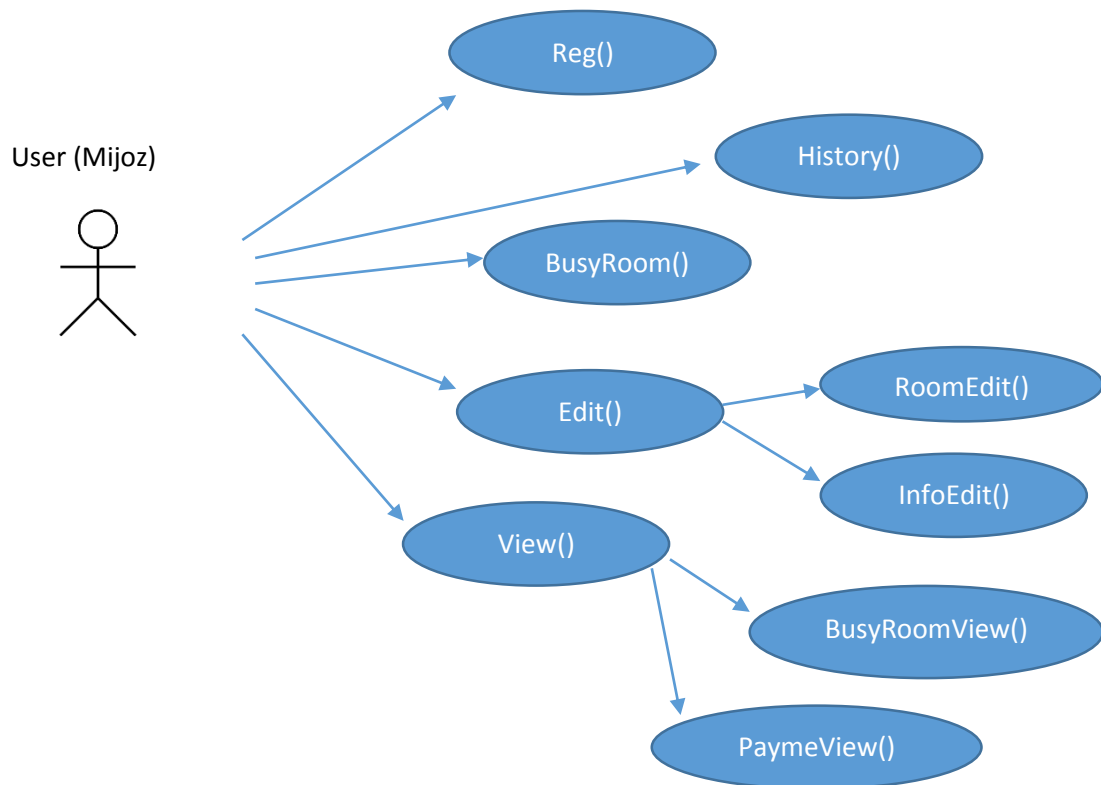 Reg()
User (Mijoz)
History()
BusyRoom()
RoomEdit()
Edit()
InfoEdit()
View()
BusyRoomView()
PaymeView()